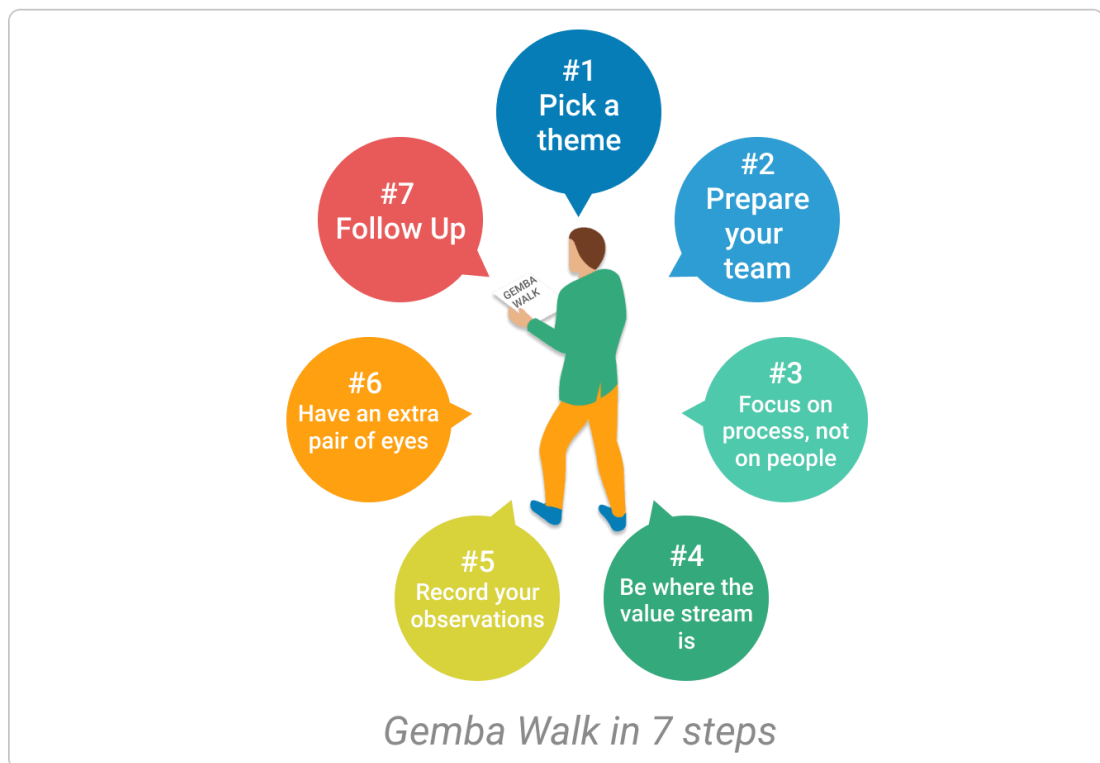 #1
Pick a
theme
#2
Prepare
your
team
#3
Focus on
process, not
on people
#4
Be where the
value stream
is
#5
Record your
observations
#6
Have an extra
pair of eyes
#7
Follow Up
GEMBA
WALK
Gemba Walk in 7 steps